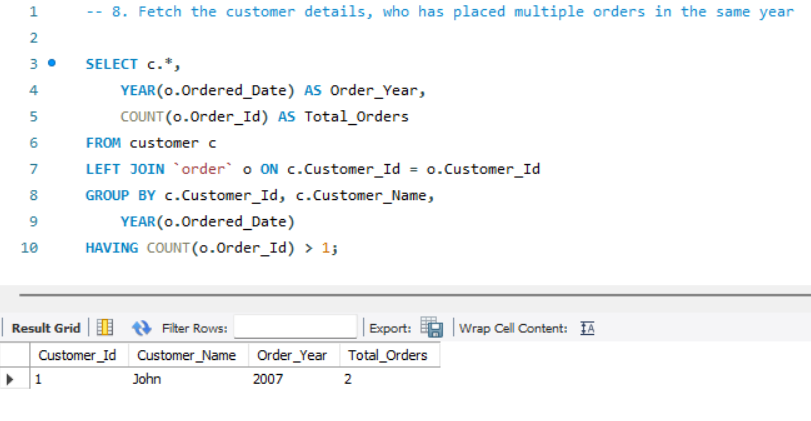 1 -- 8. Fetch the customer details, who has placed multiple orders in the same year
2
3 SELECT c.*,
4 YEAR(o.Ordered_Date) AS Order_Year,
5 COUNT(o.Order_Id) AS Total_Orders
6 FROM customer c
7 LEFT JOIN `order` o ON c.Customer_Id = o.Customer_Id
8 GROUP BY c.Customer_Id, c.Customer_Name,
9 YEAR(o.Ordered_Date)
10 HAVING COUNT(o.Order_Id) > 1;
Result Grid Filter Rows: Export: Wrap Cell Content: IA
Customer_Id Customer_Name Order_Year Total_Orders
1 John 2007 2